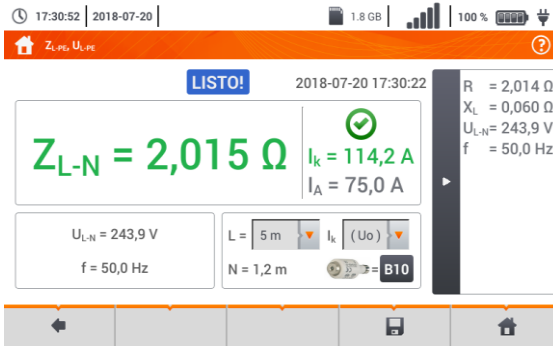 17:30:52 2018-07-20 1.8 GB 100 %
ZL-PE, UL-PE ?
LISTO! 2018-07-20 17:30:22
ZL-N = 2,015 Ω
Ik = 114,2 A
IA = 75,0 A
R = 2,014 Ω
XL = 0,060 Ω
UL-N= 243,9 V
f = 50,0 Hz
UL-N = 243,9 V
f = 50,0 Hz
L = 5 m Ik (Uo)
N = 1,2 m = B10